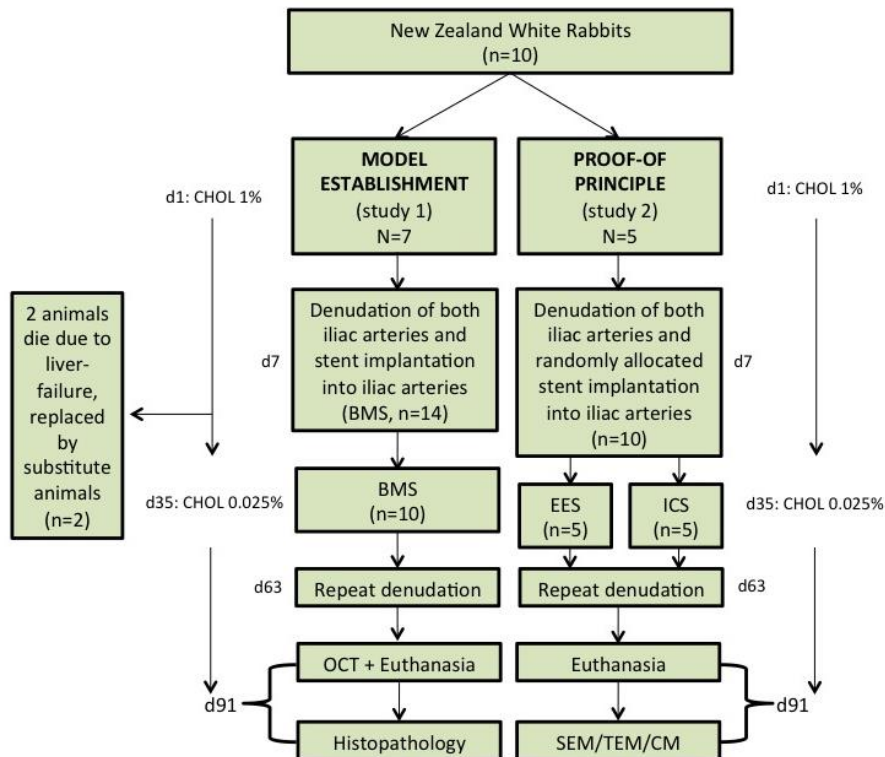 New Zealand White Rabbits
(n=10)
MODEL
ESTABLISHMENT
(study 1)
N=7
PROOF-OF
PRINCIPLE
(study 2)
N=5
d1: CHOL 1%
d1: CHOL 1%
2 animals
die due to
liver-
failure,
replaced
by
substitute
animals
(n=2)
d7
Denudation of both
iliac arteries and
stent implantation
into iliac arteries
(BMS, n=14)
Denudation of both
iliac arteries and
randomly allocated
stent implantation
into iliac arteries
(n=10)
d7
d35: CHOL 0.025%
BMS
(n=10)
EES
(n=5)
ICS
(n=5)
d35: CHOL 0.025%
d63
Repeat denudation
Repeat denudation
d63
OCT + Euthanasia
Euthanasia
d91
d91
Histopathology
SEM/TEM/CM